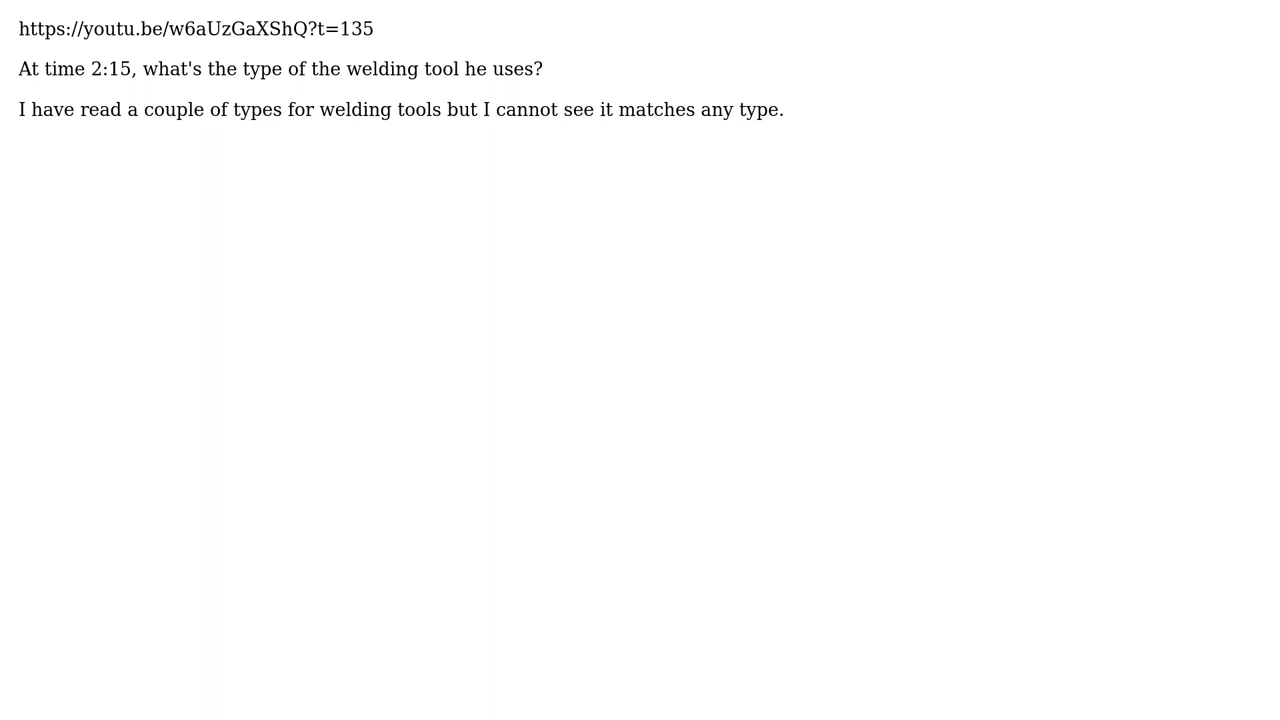 https://youtu.be/w6aUzGaXShQ?t=135
At time 2:15, what's the type of the welding tool he uses?
I have read a couple of types for welding tools but I cannot see it matches any type.